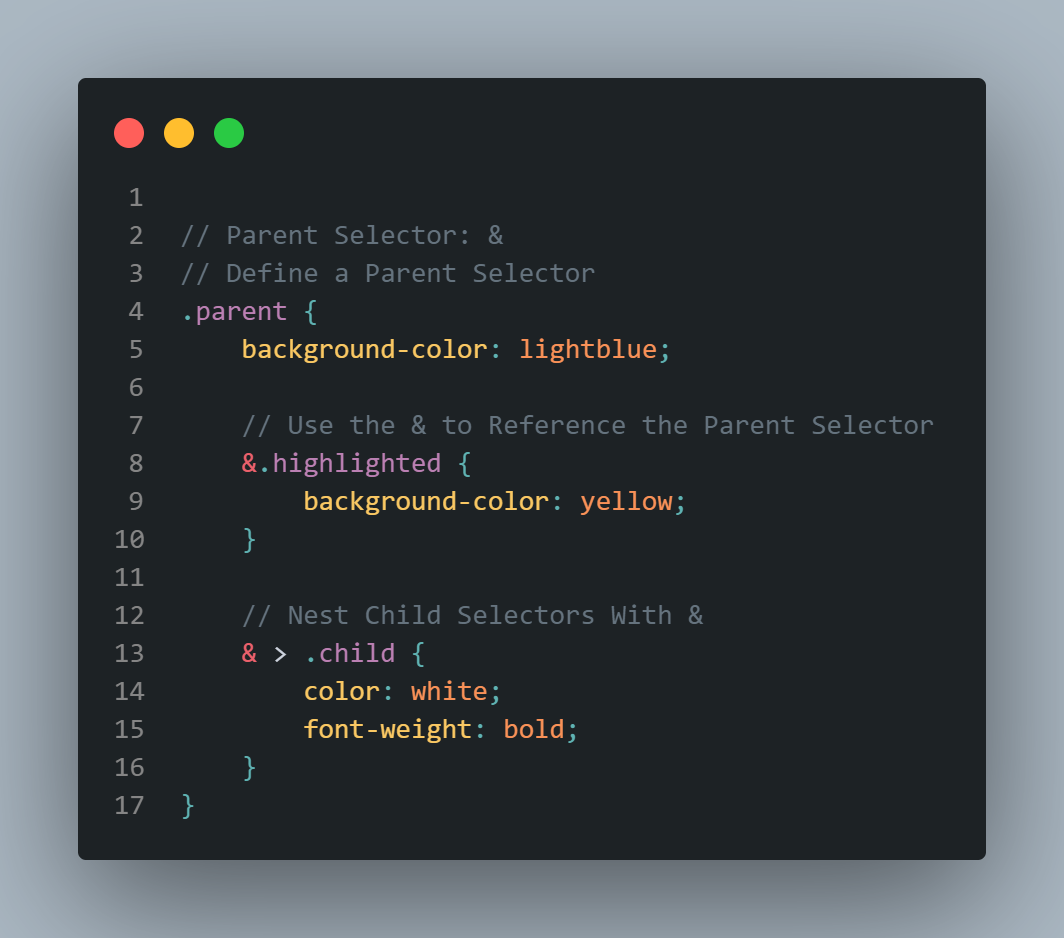 1
2 // Parent Selector: &
3 // Define a Parent Selector
4 .parent {
5     background-color: lightblue;
6
7     // Use the & to Reference the Parent Selector
8     &.highlighted {
9         background-color: yellow;
10     }
11
12     // Nest Child Selectors With &
13     & > .child {
14         color: white;
15         font-weight: bold;
16     }
17 }